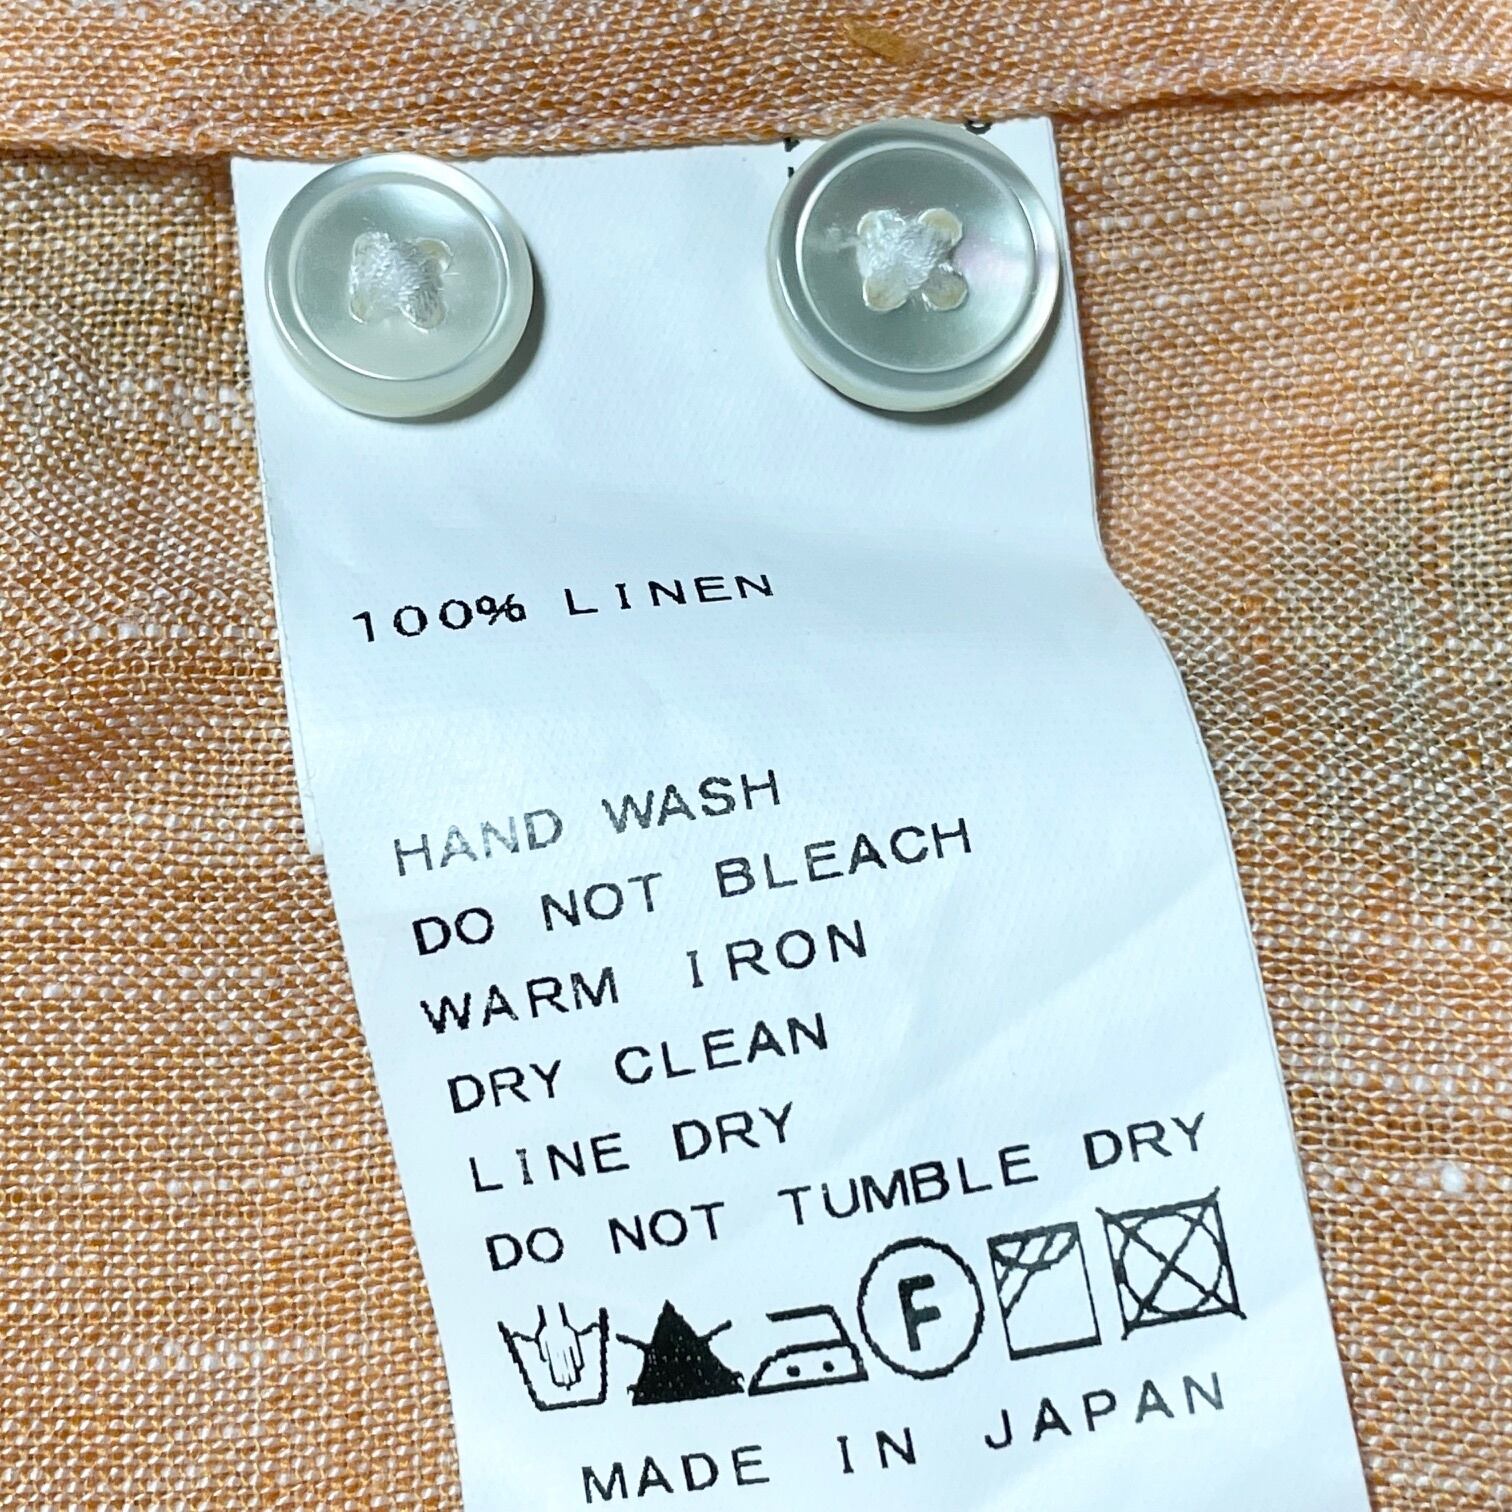 100% LINEN
HAND WASH
DO NOT BLEACH
WARM IRON
DRY CLEAN
LINE DRY
DO NOT TUMBLE DRY
F
MADE IN JAPAN